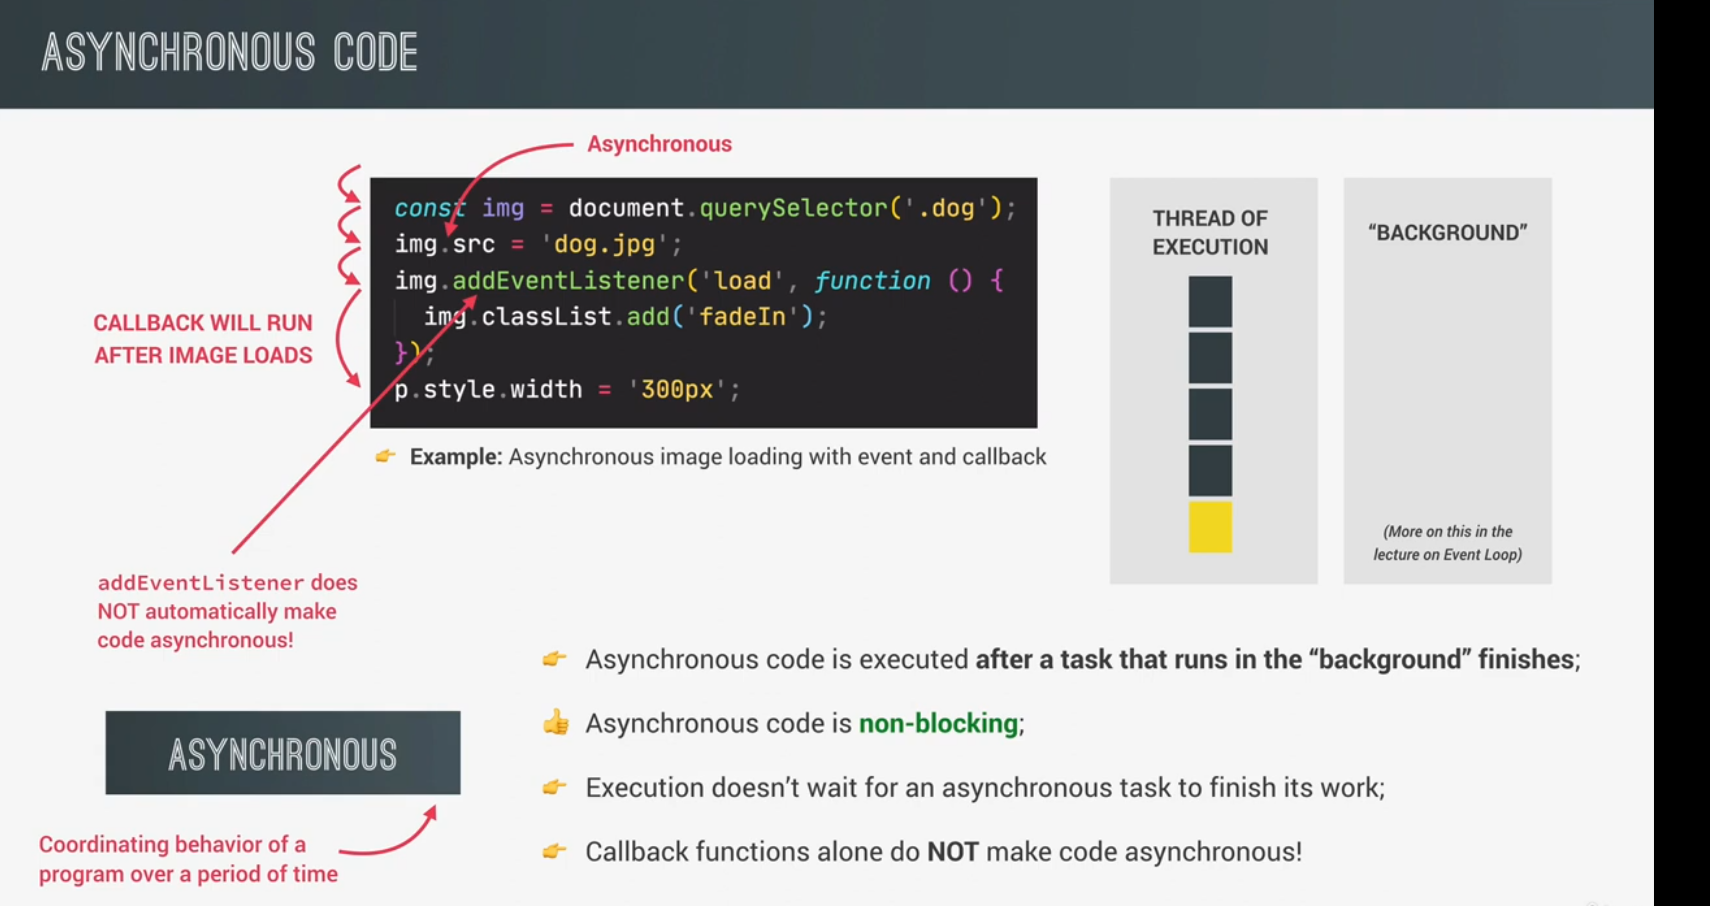 ASYNCHRONOUS CODE
Asynchronous
const img = document.querySelector('.dog');
img.src = 'dog.jpg';
img.addEventListener('load', function () {
  img.classList.add('fadeIn');
});
p.style.width = '300px';
CALLBACK WILL RUN
AFTER IMAGE LOADS
👉 Example: Asynchronous image loading with event and callback
THREAD OF
EXECUTION
“BACKGROUND”
(More on this in the
lecture on Event Loop)
addEventListener does
NOT automatically make
code asynchronous!
ASYNCHRONOUS
Coordinating behavior of a
program over a period of time
👉 Asynchronous code is executed after a task that runs in the “background” finishes;
👍 Asynchronous code is non-blocking;
👉 Execution doesn’t wait for an asynchronous task to finish its work;
👉 Callback functions alone do NOT make code asynchronous!